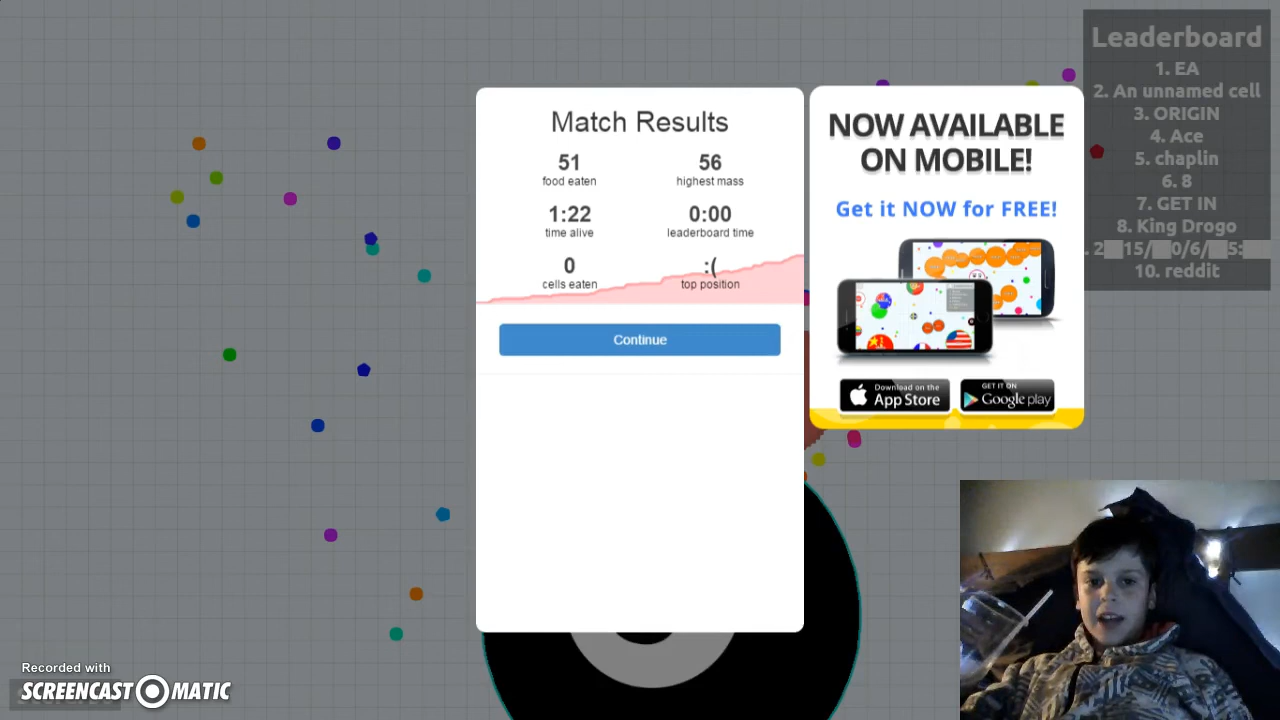 Match Results
51 56
food eaten highest mass
1:22 0:00
time alive leaderboard time
0 :(
cells eaten top position
Continue
NOW AVAILABLE
ON MOBILE!
Get it NOW for FREE!
Download on the
App Store
GET IT ON
Google play
Leaderboard
1. EA
2. An unnamed cell
3. ORIGIN
4. Ace
5. chaplin
6. 8
7. GET IN
8. King Drogo
10. reddit
Recorded with
SCREENCAST MATIC